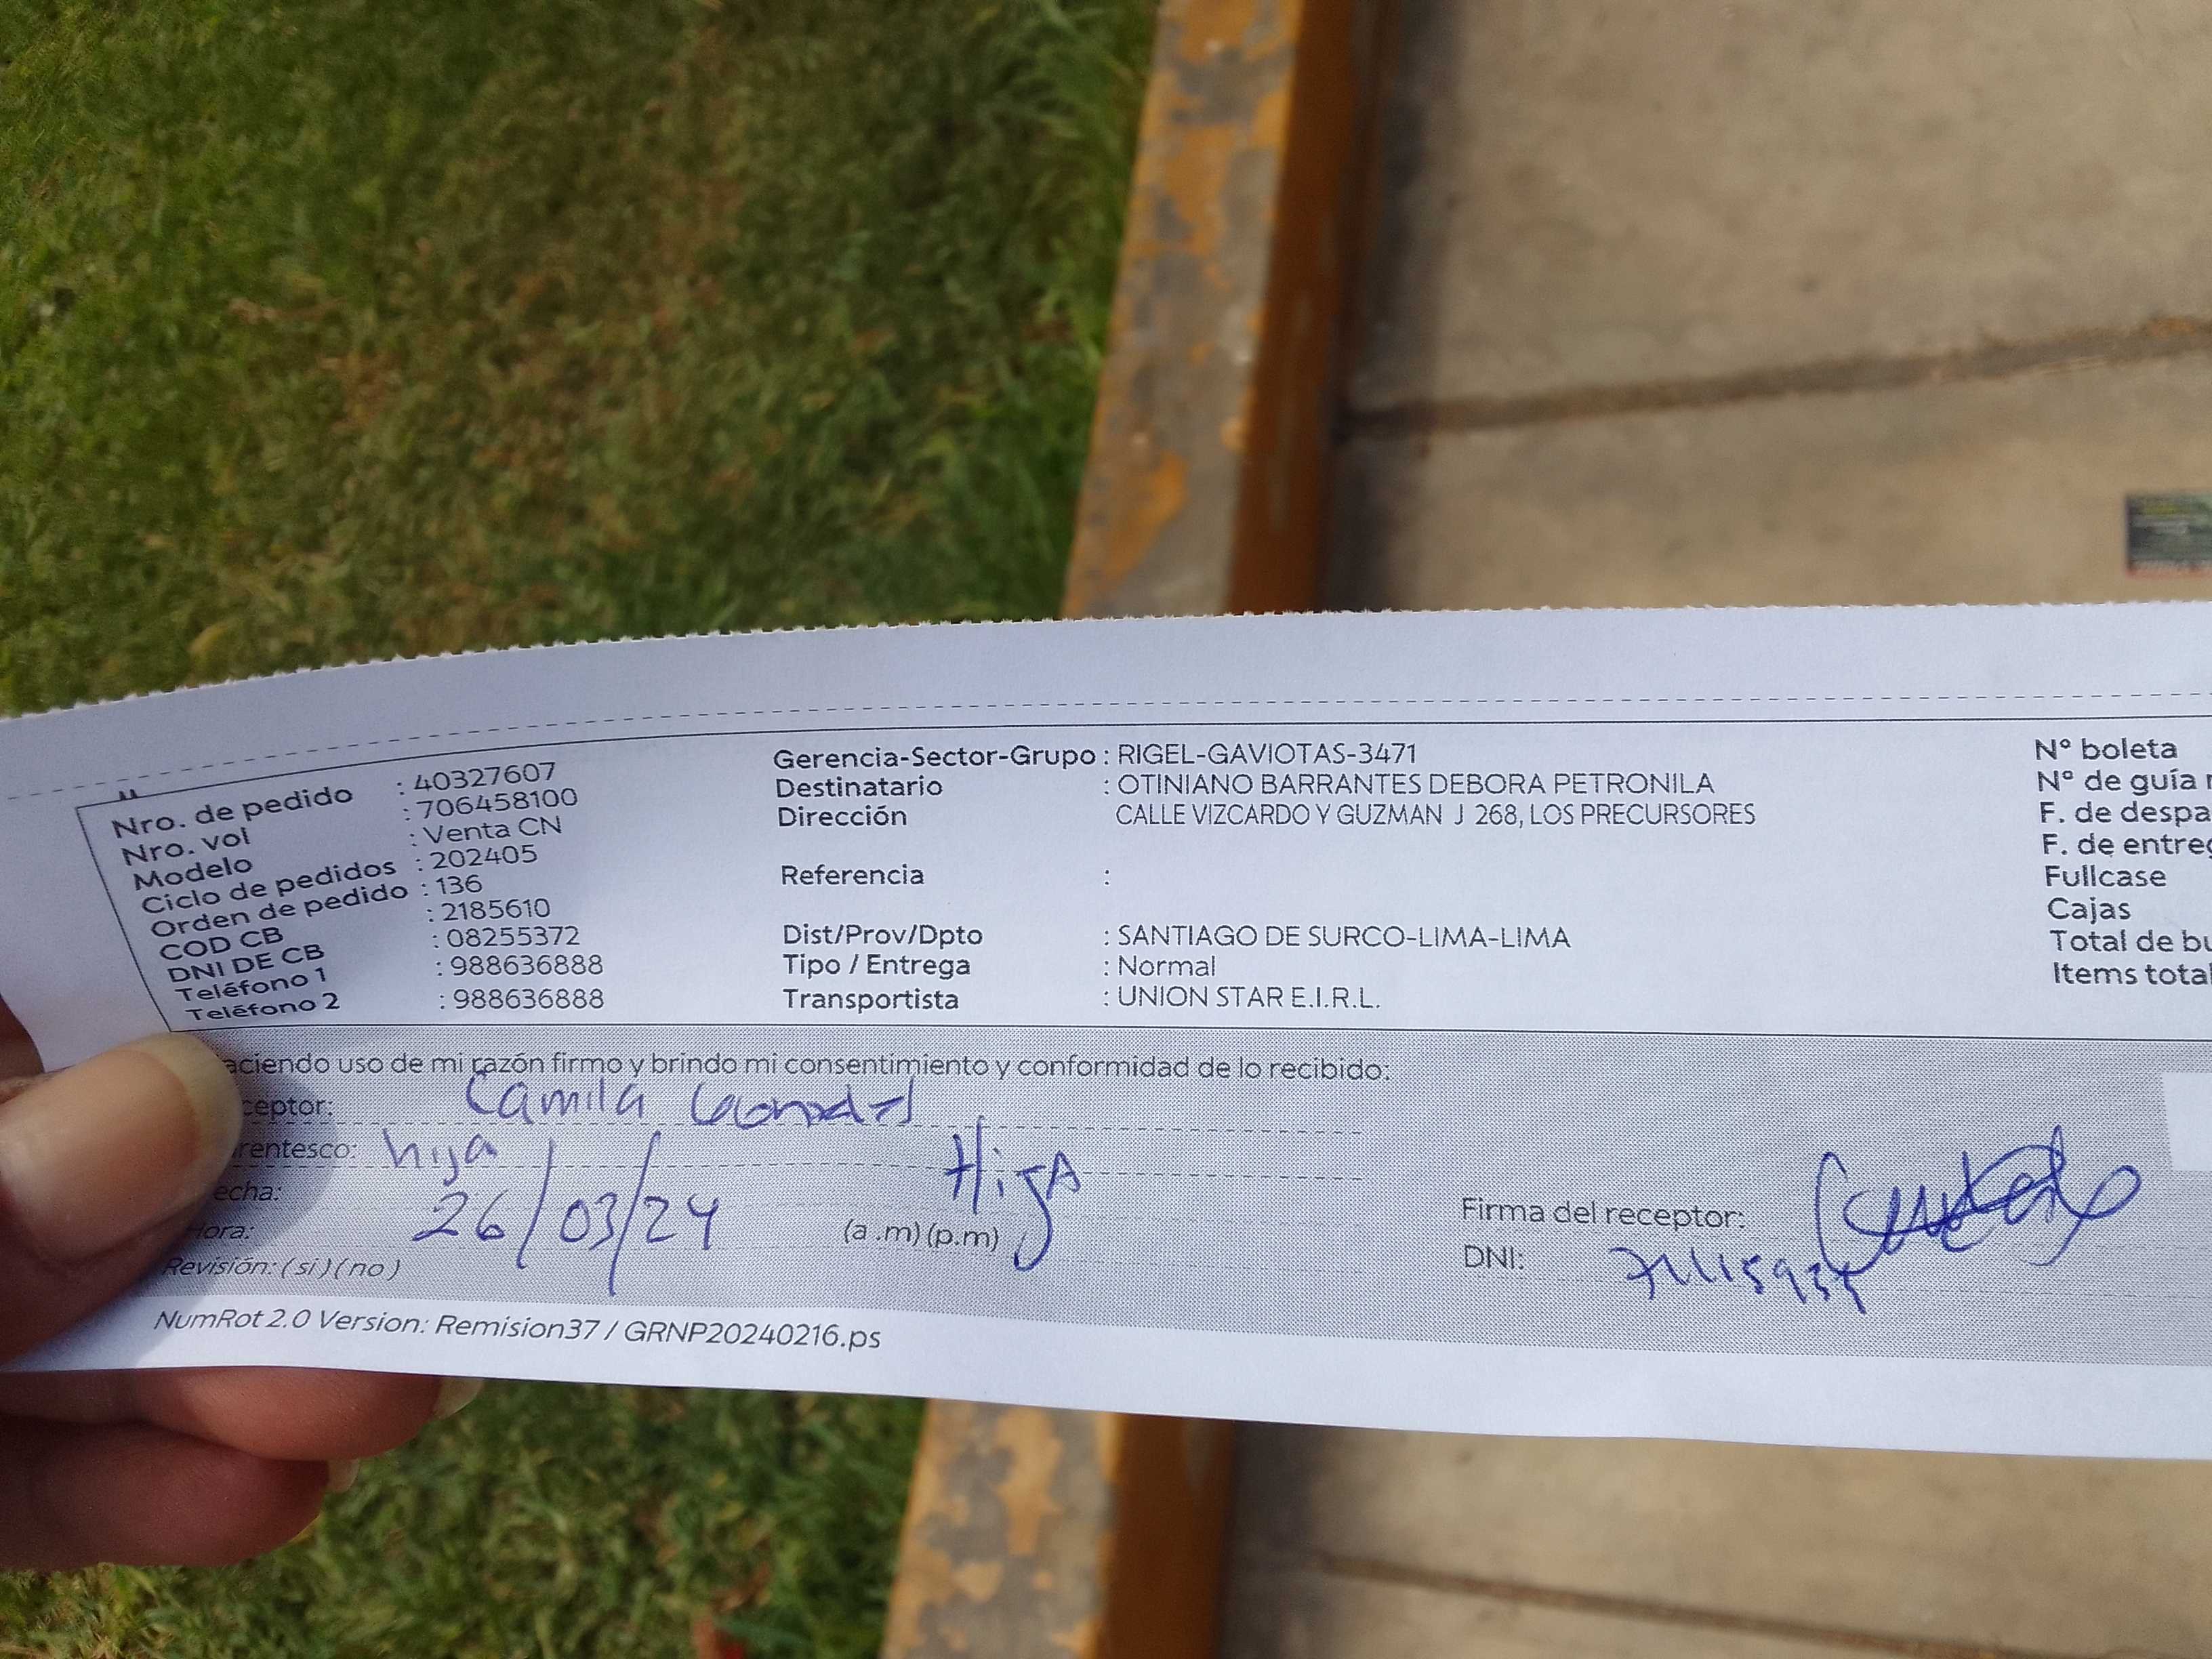 Nro. de pedido : 40327607
Nro. vol : 706458100
Modelo : Venta CN
Ciclo de pedidos : 202405
Orden de pedido : 136
COD CB : 2185610
DNI DE CB : 08255372
Teléfono 1 : 988636888
Teléfono 2 : 988636888
Gerencia-Sector-Grupo : RIGEL-GAVIOTAS-3471
Destinatario : OTINIANO BARRANTES DEBORA PETRONILA
Dirección CALLE VIZCARDO Y GUZMAN J 268, LOS PRECURSORES
Referencia :
Dist/Prov/Dpto : SANTIAGO DE SURCO-LIMA-LIMA
Tipo / Entrega : Normal
Transportista : UNION STAR E.I.R.L.
N° boleta
N° de guía r
F. de despa
F. de entreg
Fullcase
Cajas
Total de bu
Items total
aciendo uso de mi razón firmo y brindo mi consentimiento y conformidad de lo recibido:
ceptor: Camila
rentesco: hija HijA
echa: 26/03/24
Hora: (a .m) (p.m)
Revisión: ( si ) ( no )
Firma del receptor:
DNI:
NumRot 2.0 Version: Remision37 / GRNP20240216.ps